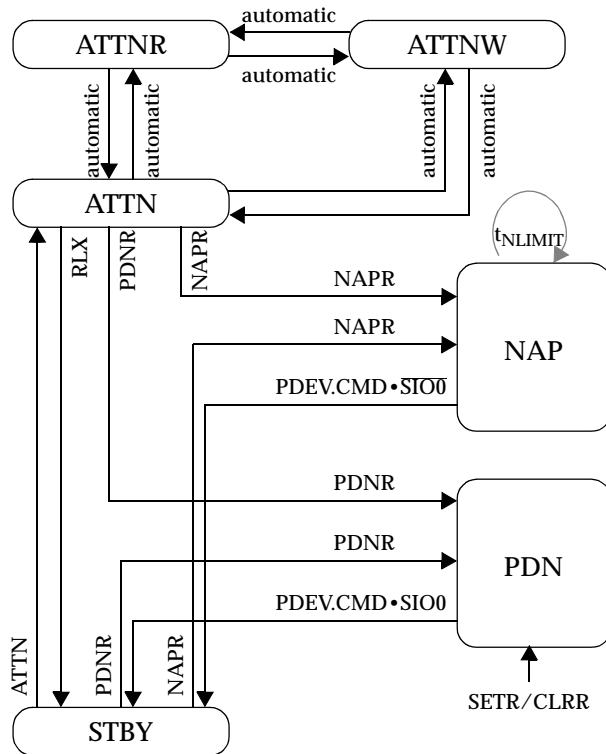 automatic
ATTNR
ATTNW
automatic
automatic
automatic
automatic
automatic
ATTN
RLX
PDNR
NAPR
tNLIMIT
NAPR
NAPR
NAP
PDEV.CMD•S̅I̅O̅0̅
PDNR
PDNR
PDN
PDEV.CMD•SIO0
ATTN
PDNR
NAPR
SETR/CLRR
STBY